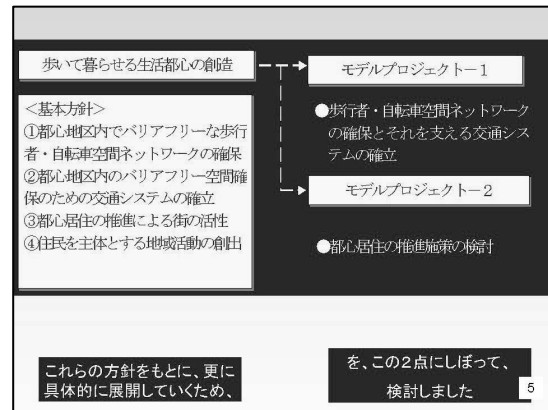 歩いて暮らせる生活都心の創造
<基本方針>
①都心地区内でバリアフリーな歩行
者・自転車空間ネットワークの確保
②都心地区内のバリアフリー空間確
保のための交通システムの確立
③都心居住の推進による街の活性
④住民を主体とする地域活動の創出
モデルプロジェクト－1
●歩行者・自転車空間ネットワーク
の確保とそれを支える交通シス
テムの確立
モデルプロジェクト－2
●都心居住の推進施策の検討
これらの方針をもとに、更に
具体的に展開していくため、
を、この２点にしぼって、
検討しました
5